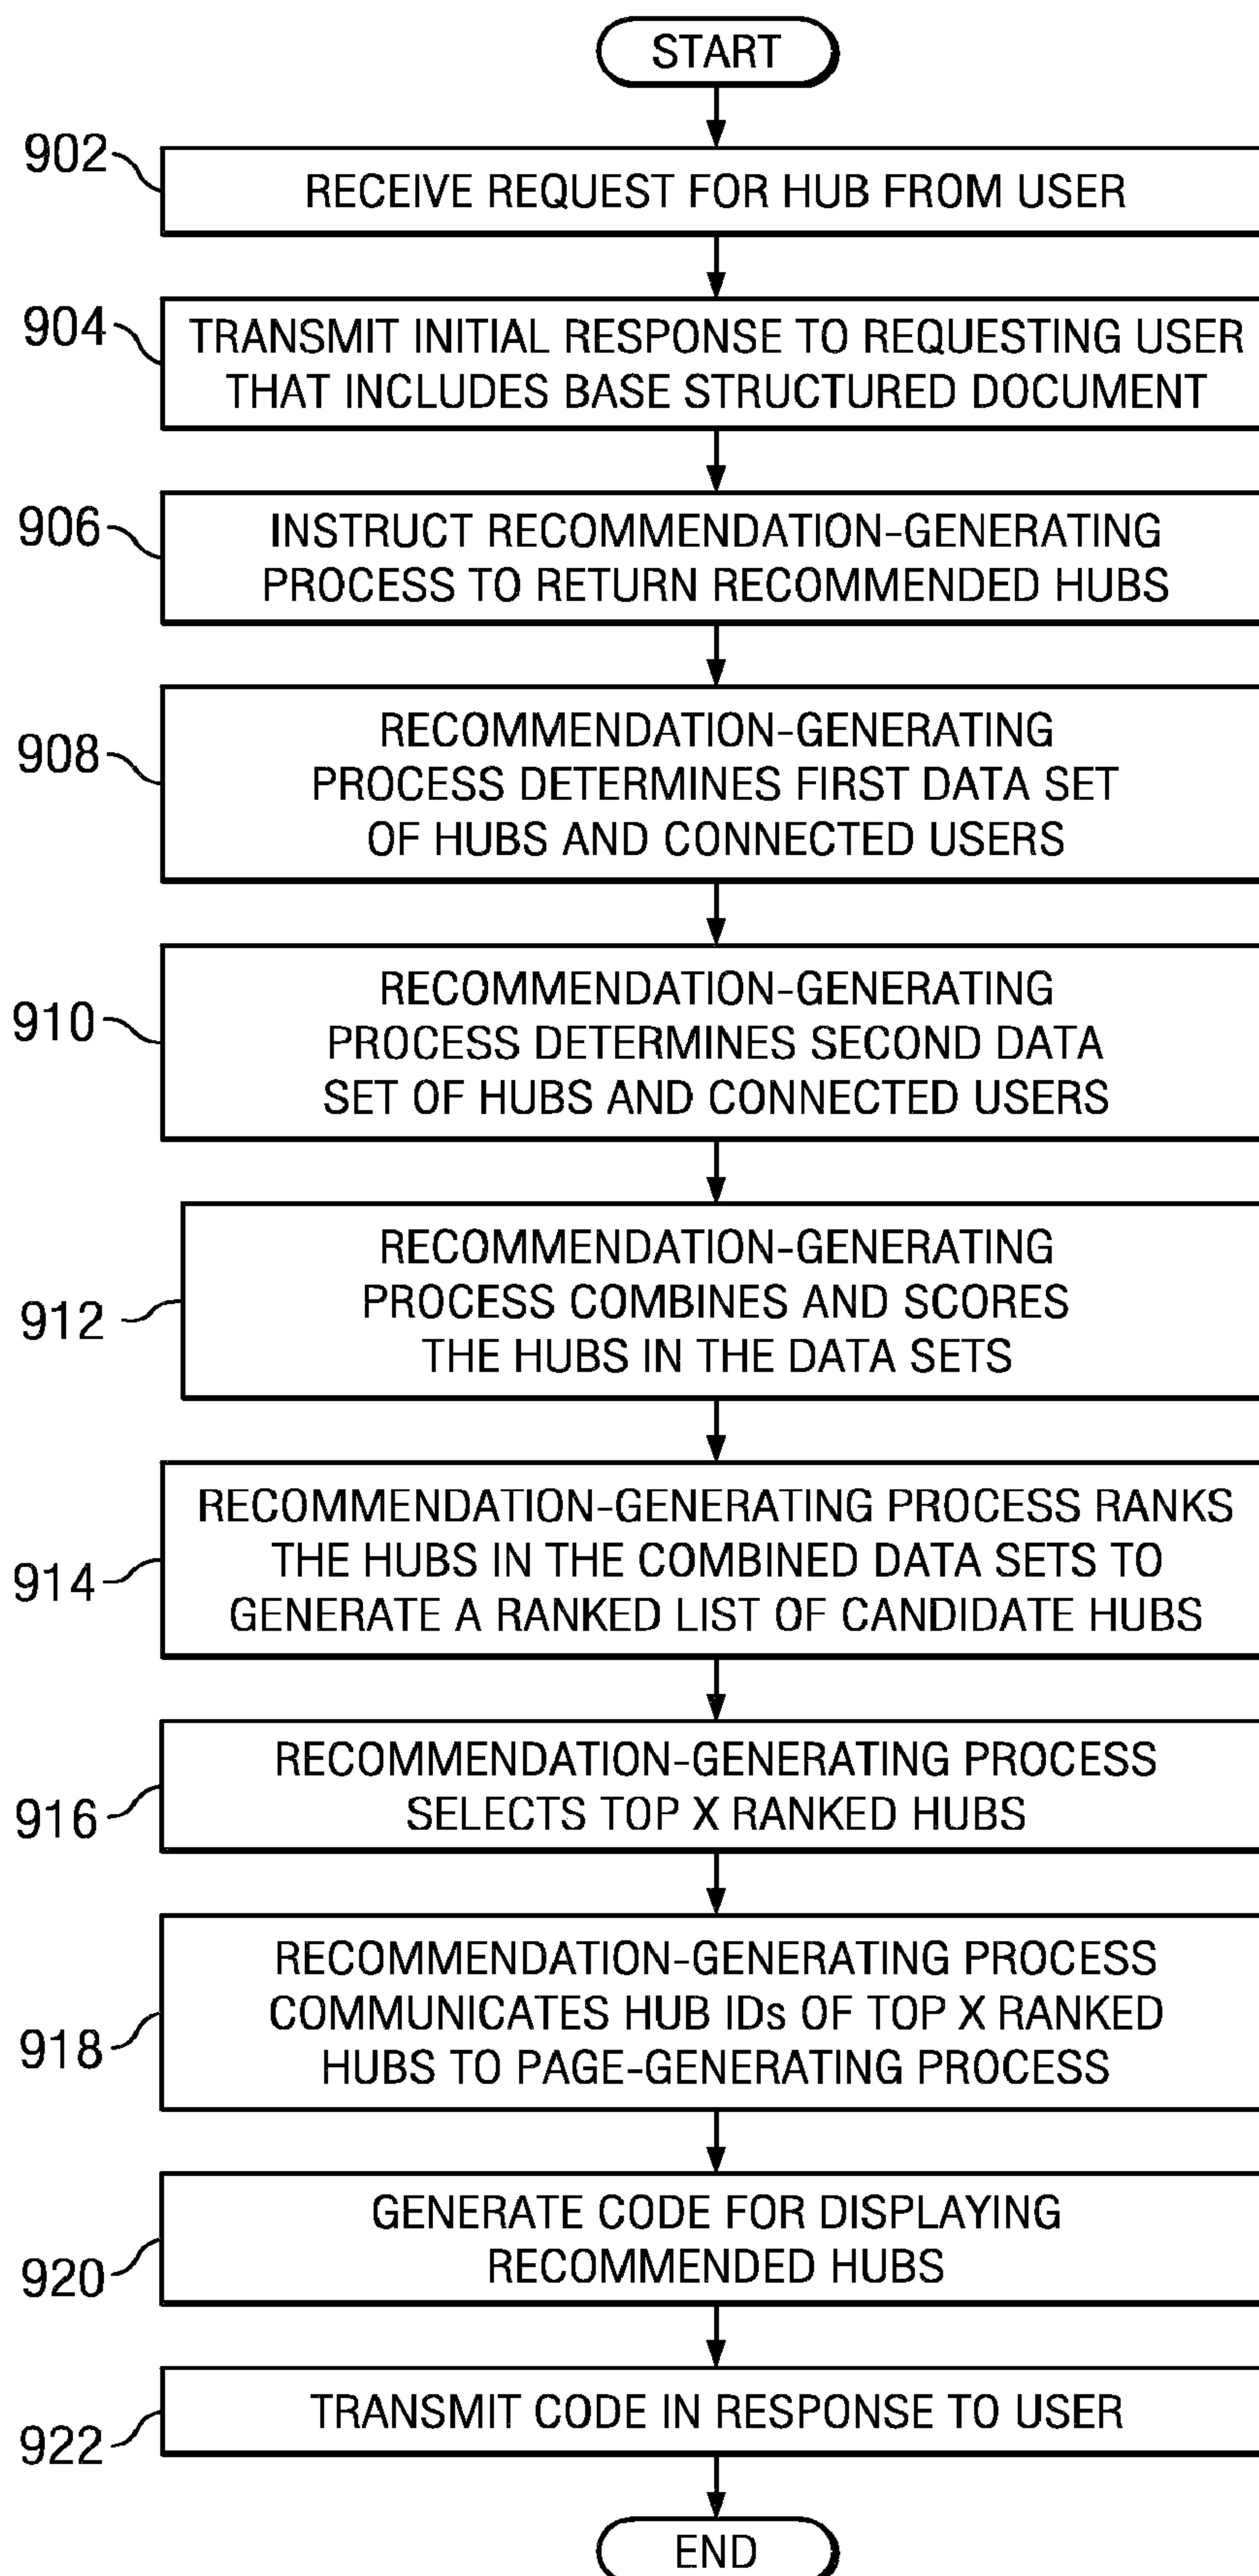 START
902
RECEIVE REQUEST FOR HUB FROM USER
904
TRANSMIT INITIAL RESPONSE TO REQUESTING USER
THAT INCLUDES BASE STRUCTURED DOCUMENT
906
INSTRUCT RECOMMENDATION-GENERATING
PROCESS TO RETURN RECOMMENDED HUBS
908
RECOMMENDATION-GENERATING
PROCESS DETERMINES FIRST DATA SET
OF HUBS AND CONNECTED USERS
910
RECOMMENDATION-GENERATING
PROCESS DETERMINES SECOND DATA
SET OF HUBS AND CONNECTED USERS
912
RECOMMENDATION-GENERATING
PROCESS COMBINES AND SCORES
THE HUBS IN THE DATA SETS
914
RECOMMENDATION-GENERATING PROCESS RANKS
THE HUBS IN THE COMBINED DATA SETS TO
GENERATE A RANKED LIST OF CANDIDATE HUBS
916
RECOMMENDATION-GENERATING PROCESS
SELECTS TOP X RANKED HUBS
918
RECOMMENDATION-GENERATING PROCESS
COMMUNICATES HUB IDs OF TOP X RANKED
HUBS TO PAGE-GENERATING PROCESS
920
GENERATE CODE FOR DISPLAYING
RECOMMENDED HUBS
922
TRANSMIT CODE IN RESPONSE TO USER
END